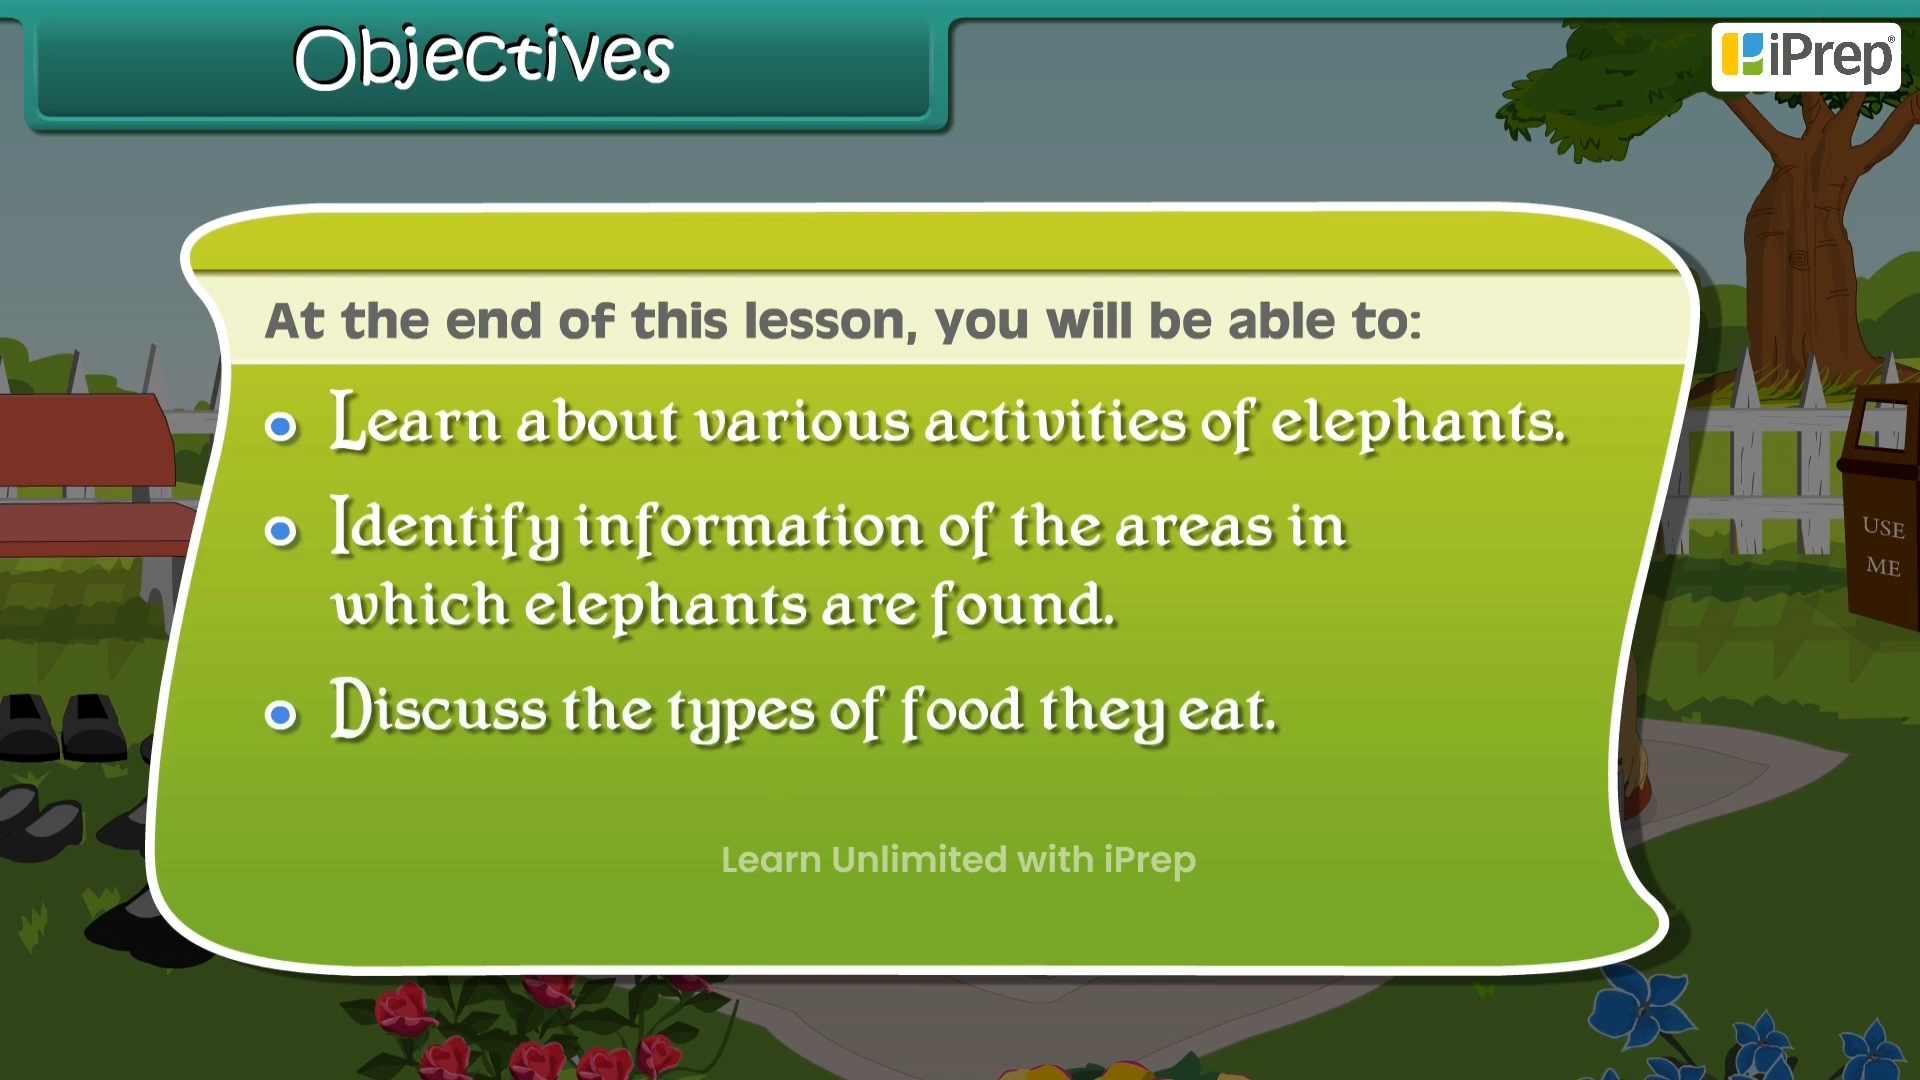 Objectives
iPrep®
At the end of this lesson, you will be able to:
Learn about various activities of elephants.
Identify information of the areas in
which elephants are found.
Discuss the types of food they eat.
USE
ME
Learn Unlimited with iPrep